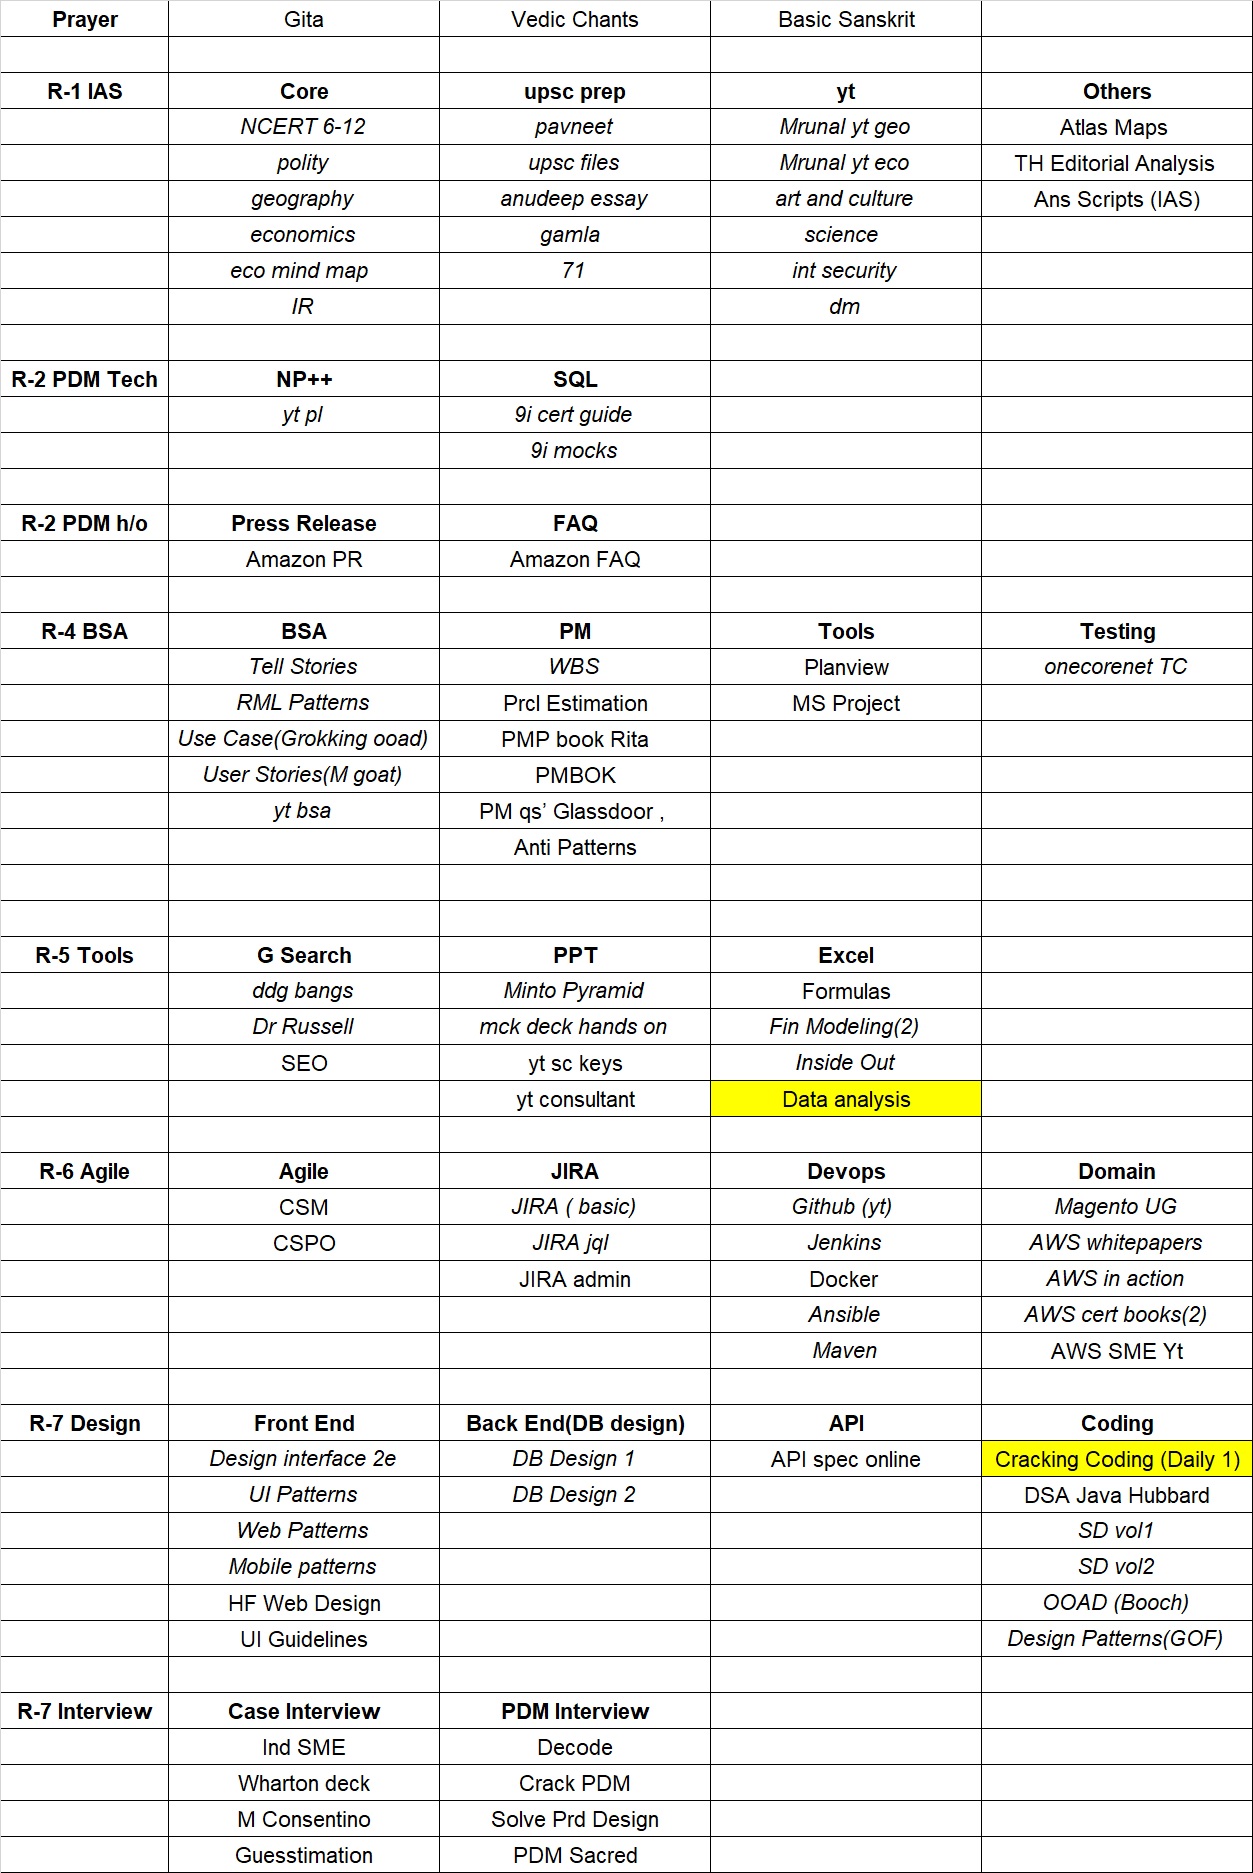 Prayer Gita Vedic Chants Basic Sanskrit
R-1 IAS Core upsc prep yt Others
NCERT 6-12 pavneet Mrunal yt geo Atlas Maps
polity upsc files Mrunal yt eco TH Editorial Analysis
geography anudeep essay art and culture Ans Scripts (IAS)
economics gamla science
eco mind map 71 int security
IR dm
R-2 PDM Tech NP++ SQL
yt pl 9i cert guide
9i mocks
R-2 PDM h/o Press Release FAQ
Amazon PR Amazon FAQ
R-4 BSA BSA PM Tools Testing
Tell Stories WBS Planview onecorenet TC
RML Patterns Prcl Estimation MS Project
Use Case(Grokking ooad) PMP book Rita
User Stories(M goat) PMBOK
yt bsa PM qs’ Glassdoor ,
Anti Patterns
R-5 Tools G Search PPT Excel
ddg bangs Minto Pyramid Formulas
Dr Russell mck deck hands on Fin Modeling(2)
SEO yt sc keys Inside Out
yt consultant Data analysis
R-6 Agile Agile JIRA Devops Domain
CSM JIRA ( basic) Github (yt) Magento UG
CSPO JIRA jql Jenkins AWS whitepapers
JIRA admin Docker AWS in action
Ansible AWS cert books(2)
Maven AWS SME Yt
R-7 Design Front End Back End(DB design) API Coding
Design interface 2e DB Design 1 API spec online Cracking Coding (Daily 1)
UI Patterns DB Design 2 DSA Java Hubbard
Web Patterns SD vol1
Mobile patterns SD vol2
HF Web Design OOAD (Booch)
UI Guidelines Design Patterns(GOF)
R-7 Interview Case Interview PDM Interview
Ind SME Decode
Wharton deck Crack PDM
M Consentino Solve Prd Design
Guesstimation PDM Sacred